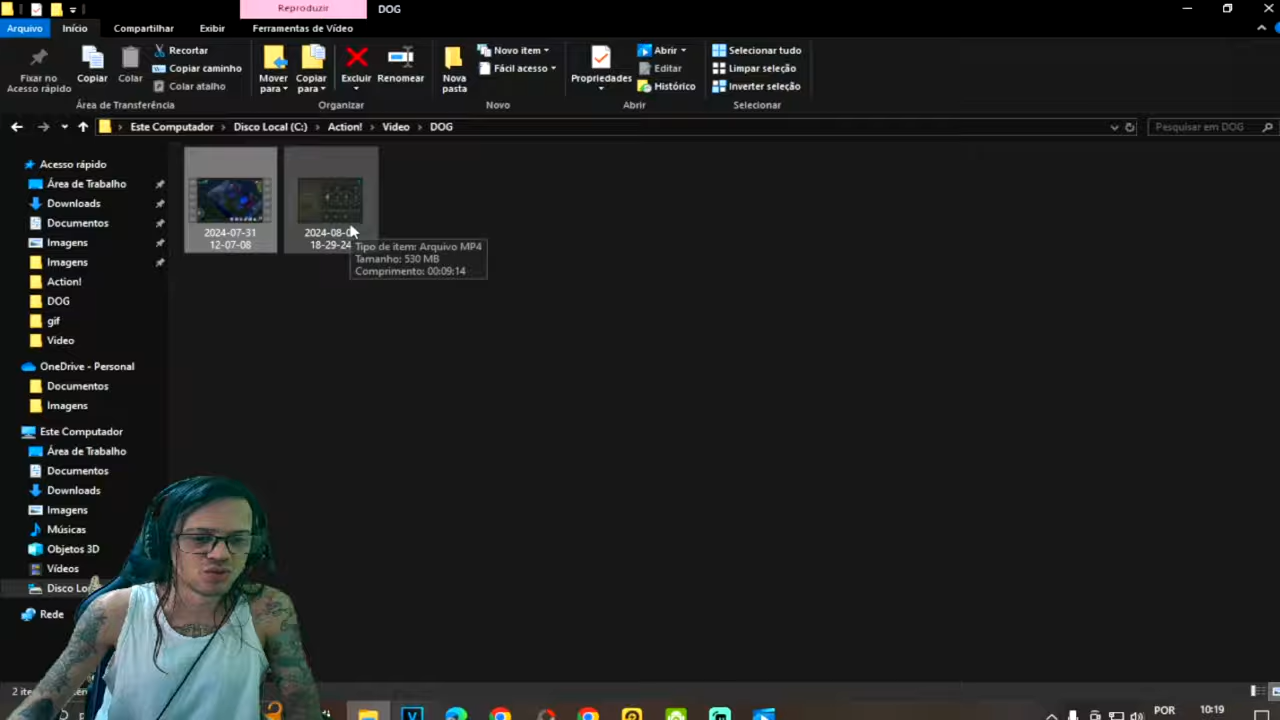 Reproduzir
DOG
Arquivo
Início
Compartilhar
Exibir
Ferramentas de Vídeo
Fixar no
Acesso rápido
Copiar
Colar
Recortar
Copiar caminho
Colar atalho
Mover
para
Copiar
para
Excluir
Renomear
Nova
pasta
Novo item
Fácil acesso
Propriedades
Abrir
Editar
Histórico
Selecionar tudo
Limpar seleção
Inverter seleção
Área de Transferência
Organizar
Novo
Abrir
Selecionar
Este Computador
Disco Local (C:)
Action!
Video
DOG
Pesquisar em DOG
Acesso rápido
Área de Trabalho
Downloads
Documentos
Imagens
Imagens
Action!
DOG
gif
Video
OneDrive - Personal
Documentos
Imagens
Este Computador
Área de Trabalho
Documentos
Downloads
Imagens
Músicas
Objetos 3D
Vídeos
Disco
Rede
2024-07-31
12-07-08
2024-08-
18-29-24
Tipo de item: Arquivo MP4
Tamanho: 530 MB
Comprimento: 00:09:14
2
POR
10:19